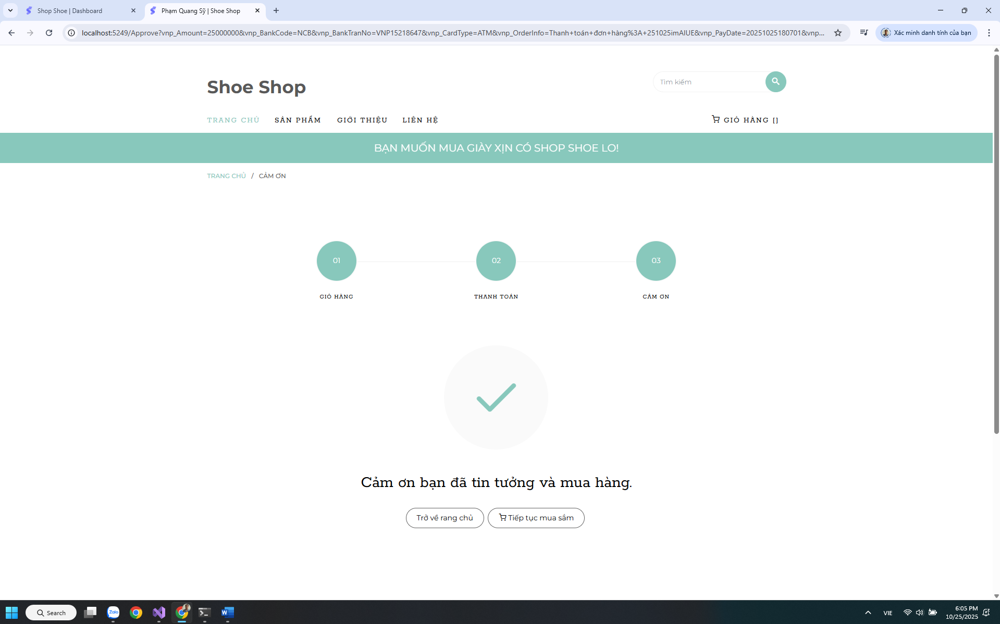 Shop Shoe | Dashboard
Phạm Quang Sỹ | Shoe Shop
localhost:5249/Approve?vnp_Amount=25000000&vnp_BankCode=NCB&vnp_BankTranNo=VNP15218647&vnp_CardType=ATM&vnp_OrderInfo=Thanh+toán+đơn+hàng%3A+251025imAIUE&vnp_PayDate=20251025180701&vnp...
Xác minh danh tính của bạn
Shoe Shop
Tìm kiếm
TRANG CHỦ
SẢN PHẨM
GIỚI THIỆU
LIÊN HỆ
GIỎ HÀNG []
BẠN MUỐN MUA GIÀY XỊN CÓ SHOP SHOE LO!
TRANG CHỦ / CẢM ƠN
01
02
03
GIỎ HÀNG
THANH TOÁN
CẢM ƠN
Cảm ơn bạn đã tin tưởng và mua hàng.
Trở về rang chủ
Tiếp tục mua sắm
Search
Zalo
W
VIE
6:05 PM
10/25/2025